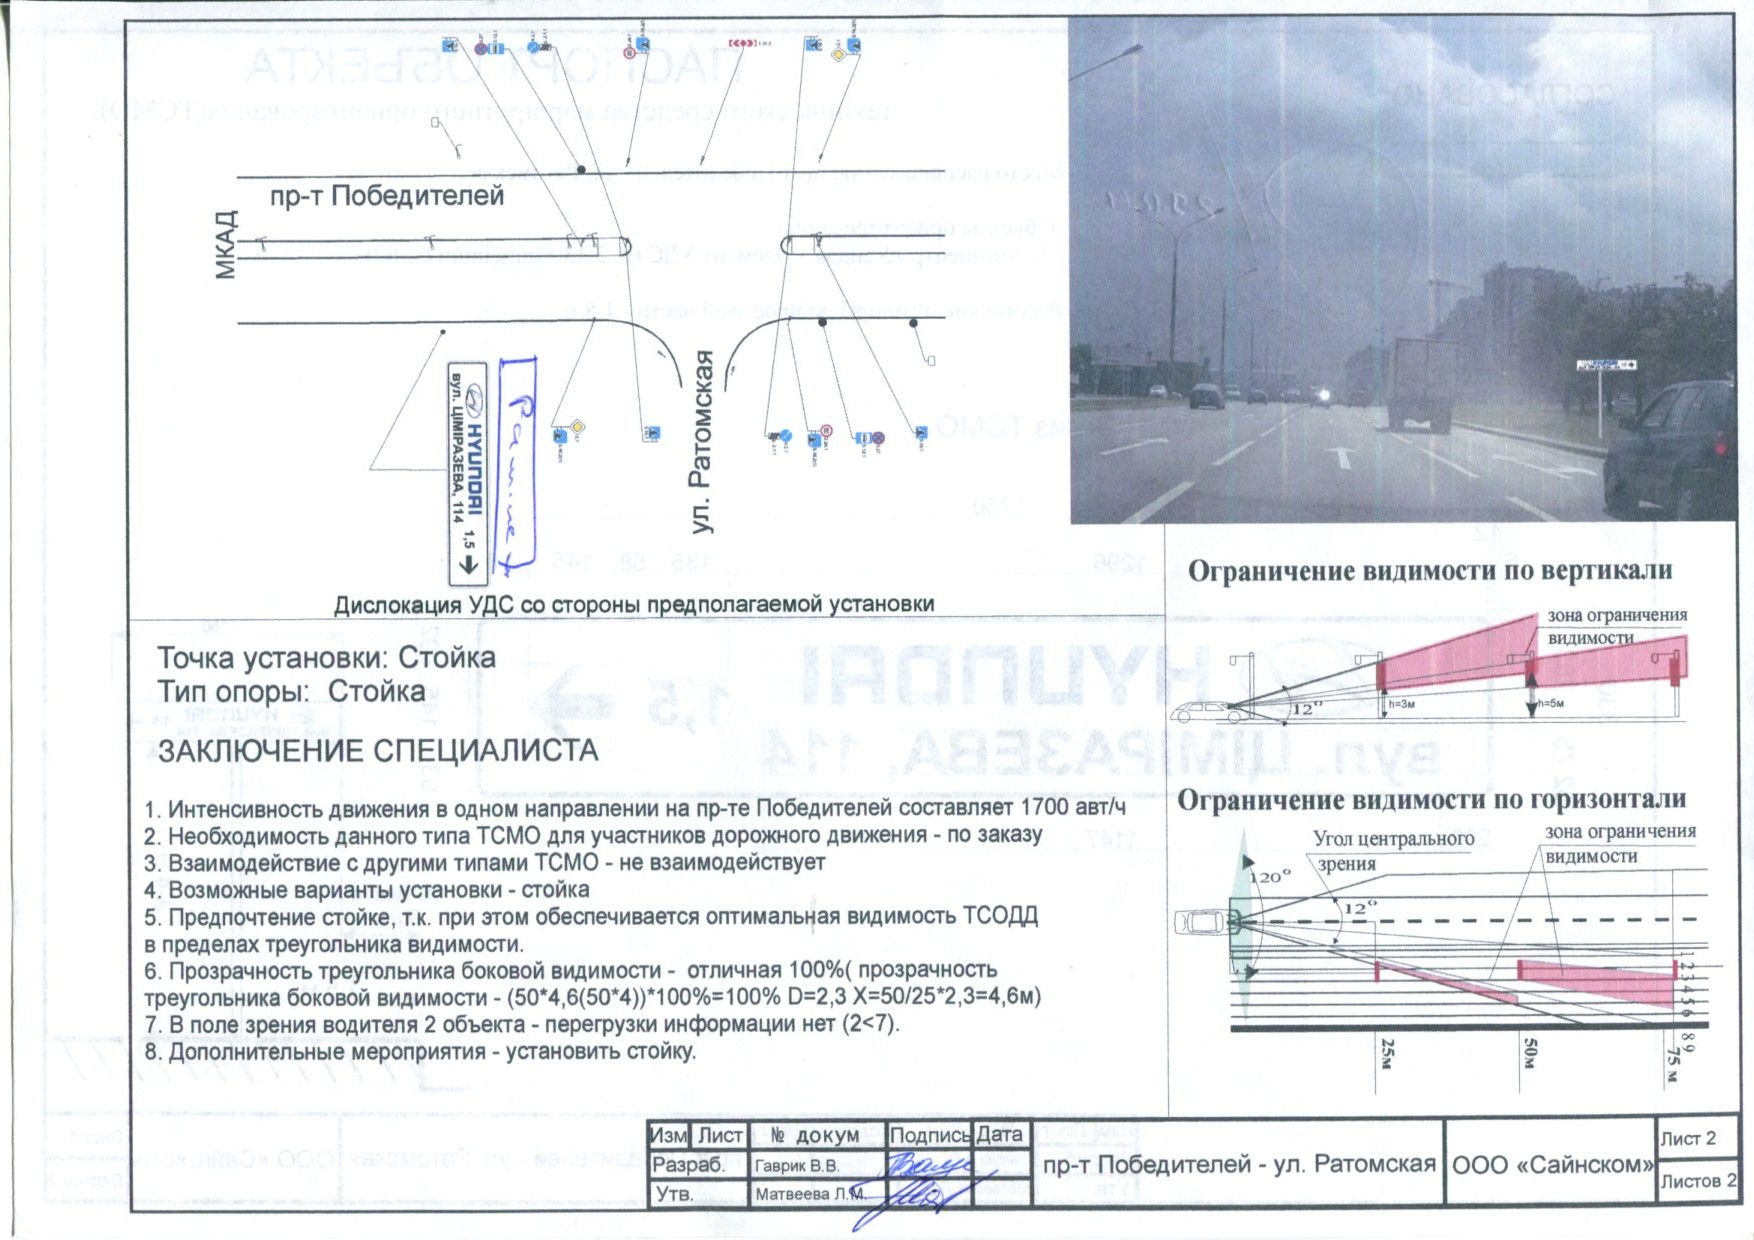 пр-т Победителей
МКАД
ул. Ратомская
HYUNDAI
вул. ЦІМІРАЗЕВА, 114 1,5
Дислокация УДС со стороны предполагаемой установки
Точка установки: Стойка
Тип опоры: Стойка
ЗАКЛЮЧЕНИЕ СПЕЦИАЛИСТА
1. Интенсивность движения в одном направлении на пр-те Победителей составляет 1700 авт/ч
2. Необходимость данного типа ТСМО для участников дорожного движения - по заказу
3. Взаимодействие с другими типами ТСМО - не взаимодействует
4. Возможные варианты установки - стойка
5. Предпочтение стойке, т.к. при этом обеспечивается оптимальная видимость ТСОДД
в пределах треугольника видимости.
6. Прозрачность треугольника боковой видимости - отличная 100%( прозрачность
треугольника боковой видимости - (50*4,6(50*4))*100%=100% D=2,3 X=50/25*2,3=4,6м)
7. В поле зрения водителя 2 объекта - перегрузки информации нет (2<7).
8. Дополнительные мероприятия - установить стойку.
Ограничение видимости по вертикали
зона ограничения
видимости
12°
h=3м
h=5м
Ограничение видимости по горизонтали
Угол центрального
зрения
зона ограничения
видимости
120°
12°
1 2 3 4 5 6 8 9
25м
50м
75 м
Изм Лист № докум Подпись Дата
Разраб. Гаврик В.В.
Утв. Матвеева Л.М.
пр-т Победителей - ул. Ратомская
ООО «Сайнском»
Лист 2
Листов 2